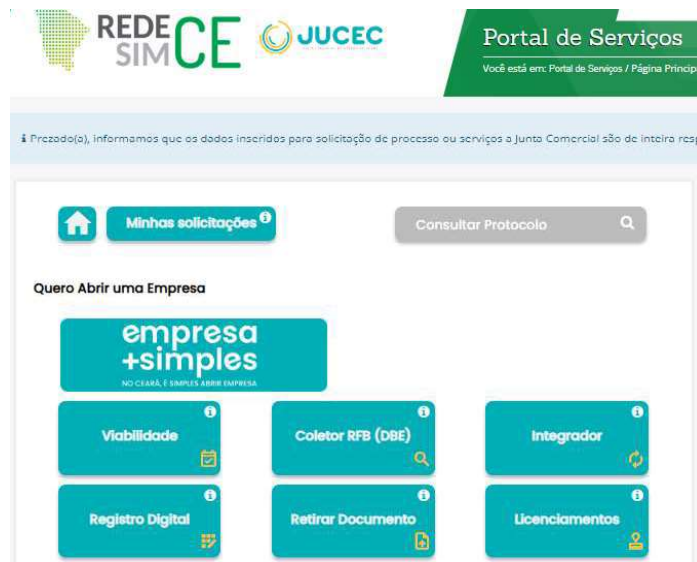 REDE
SIM CE
JUCEC
Portal de Serviços
Você está em: Portal de Serviços / Página Princip
Prezado(a), informamos que os dados inseridos para solicitação de processo ou serviços a Junta Comercial são de inteira resp
Minhas solicitações
Consultar Protocolo
Quero Abrir uma Empresa
empresa
+simples
NO CEARÁ, É SIMPLES ABRIR EMPRESA
Viabilidade
Coletor RFB (DBE)
Integrador
Registro Digital
Retirar Documento
Licenciamentos